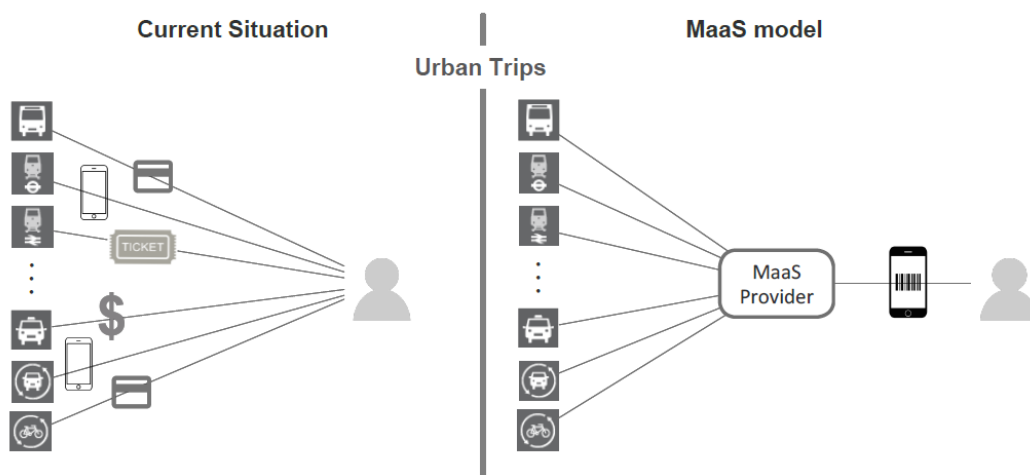 Current Situation
MaaS model
Urban Trips
TICKET
$
MaaS
Provider